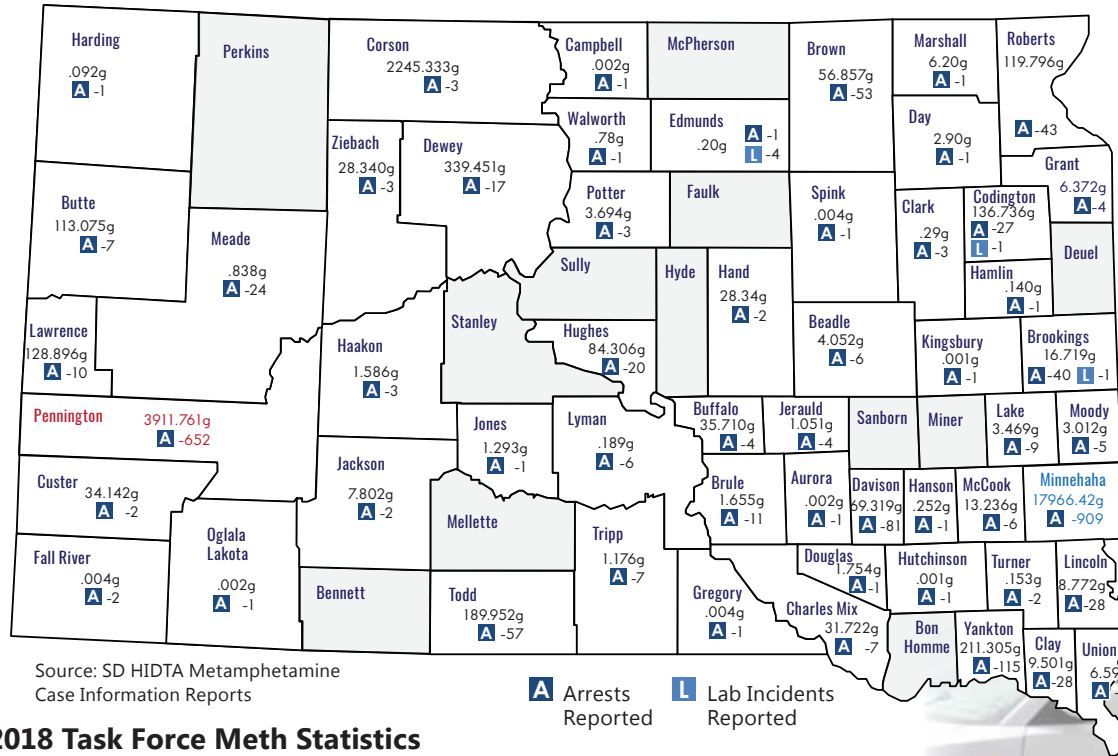 Harding
.092g
A -1
Perkins
Corson
2245.333g
A -3
Campbell
.002g
A -1
McPherson
Brown
56.857g
A -53
Marshall
6.20g
A -1
Roberts
119.796g
A -43
Walworth
.78g
A -1
Edmunds
.20g
A -1
L -4
Day
2.90g
A -1
Ziebach
28.340g
A -3
Dewey
339.451g
A -17
Grant
6.372g
A -4
Butte
113.075g
A -7
Meade
.838g
A -24
Potter
3.694g
A -3
Faulk
Spink
.004g
A -1
Clark
.29g
A -3
Codington
136.736g
A -27
L -1
Deuel
Sully
Hyde
Hand
28.34g
A -2
Hamlin
.140g
A -1
Lawrence
128.896g
A -10
Haakon
1.586g
A -3
Stanley
Hughes
84.306g
A -20
Beadle
4.052g
A -6
Kingsbury
.001g
A -1
Brookings
16.719g
A -40 L -1
Pennington
3911.761g
A -652
Jones
1.293g
A -1
Lyman
.189g
A -6
Buffalo
35.710g
A -4
Jerauld
1.051g
A -4
Sanborn
Miner
Lake
3.469g
A -9
Moody
3.012g
A -5
Custer
34.142g
A -2
Jackson
7.802g
A -2
Mellette
Brule
1.655g
A -11
Aurora
.002g
A -1
Davison
69.319g
A -81
Hanson
.252g
A -1
McCook
13.236g
A -6
Minnehaha
17966.42g
A -909
Fall River
.004g
A -2
Oglala
Lakota
.002g
A -1
Bennett
Todd
189.952g
A -57
Tripp
1.176g
A -7
Gregory
.004g
A -1
Douglas
1.754g
A -1
Charles Mix
31.722g
A -7
Hutchinson
.001g
A -1
Turner
.153g
A -2
Lincoln
8.772g
A -28
Bon
Homme
Yankton
211.305g
A -115
Clay
9.501g
A -28
Union
A
Source: SD HIDTA Metamphetamine
Case Information Reports
A Arrests
Reported
L Lab Incidents
Reported
2018 Task Force Meth Statistics